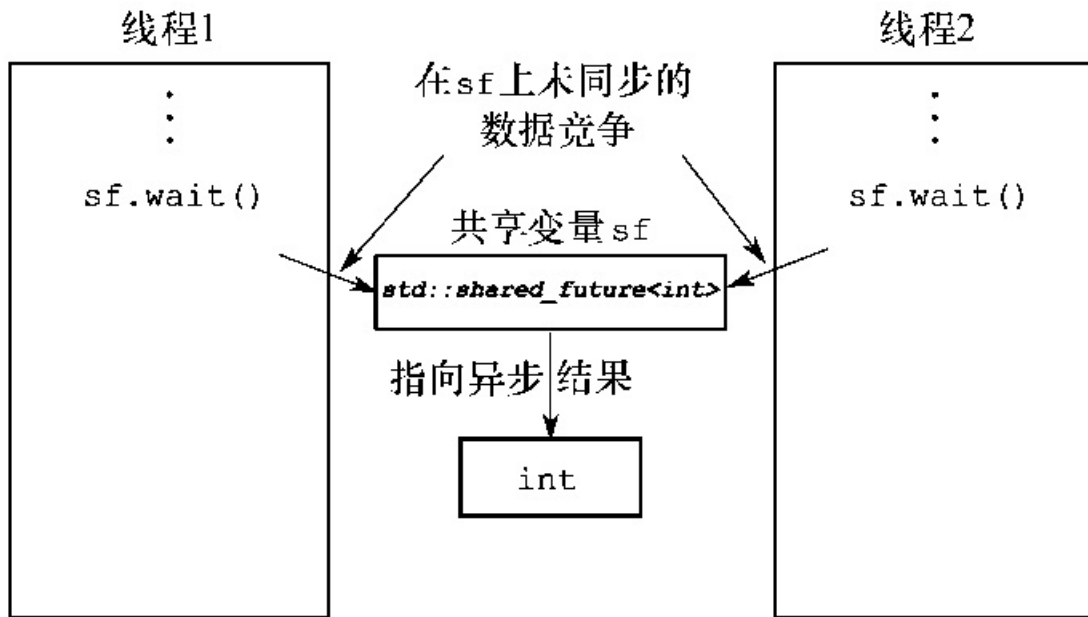 线程1
线程2
在sf上未同步的
数据竞争
sf.wait()
sf.wait()
共享变量sf
std::shared_future<int>
指向异步结果
int